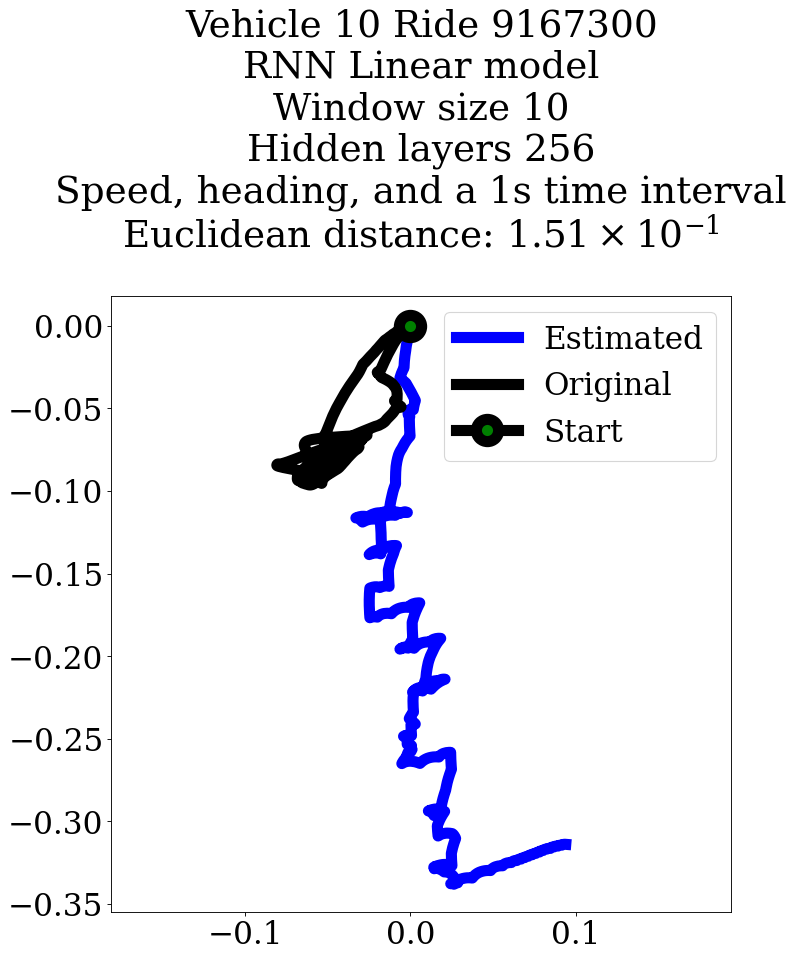 Vehicle 10 Ride 9167300
RNN Linear model
Window size 10
Hidden layers 256
Speed, heading, and a 1s time interval
Euclidean distance: 1.51 × 10⁻¹
Estimated
Original
Start
0.00
−0.05
−0.10
−0.15
−0.20
−0.25
−0.30
−0.35
−0.1 0.0 0.1